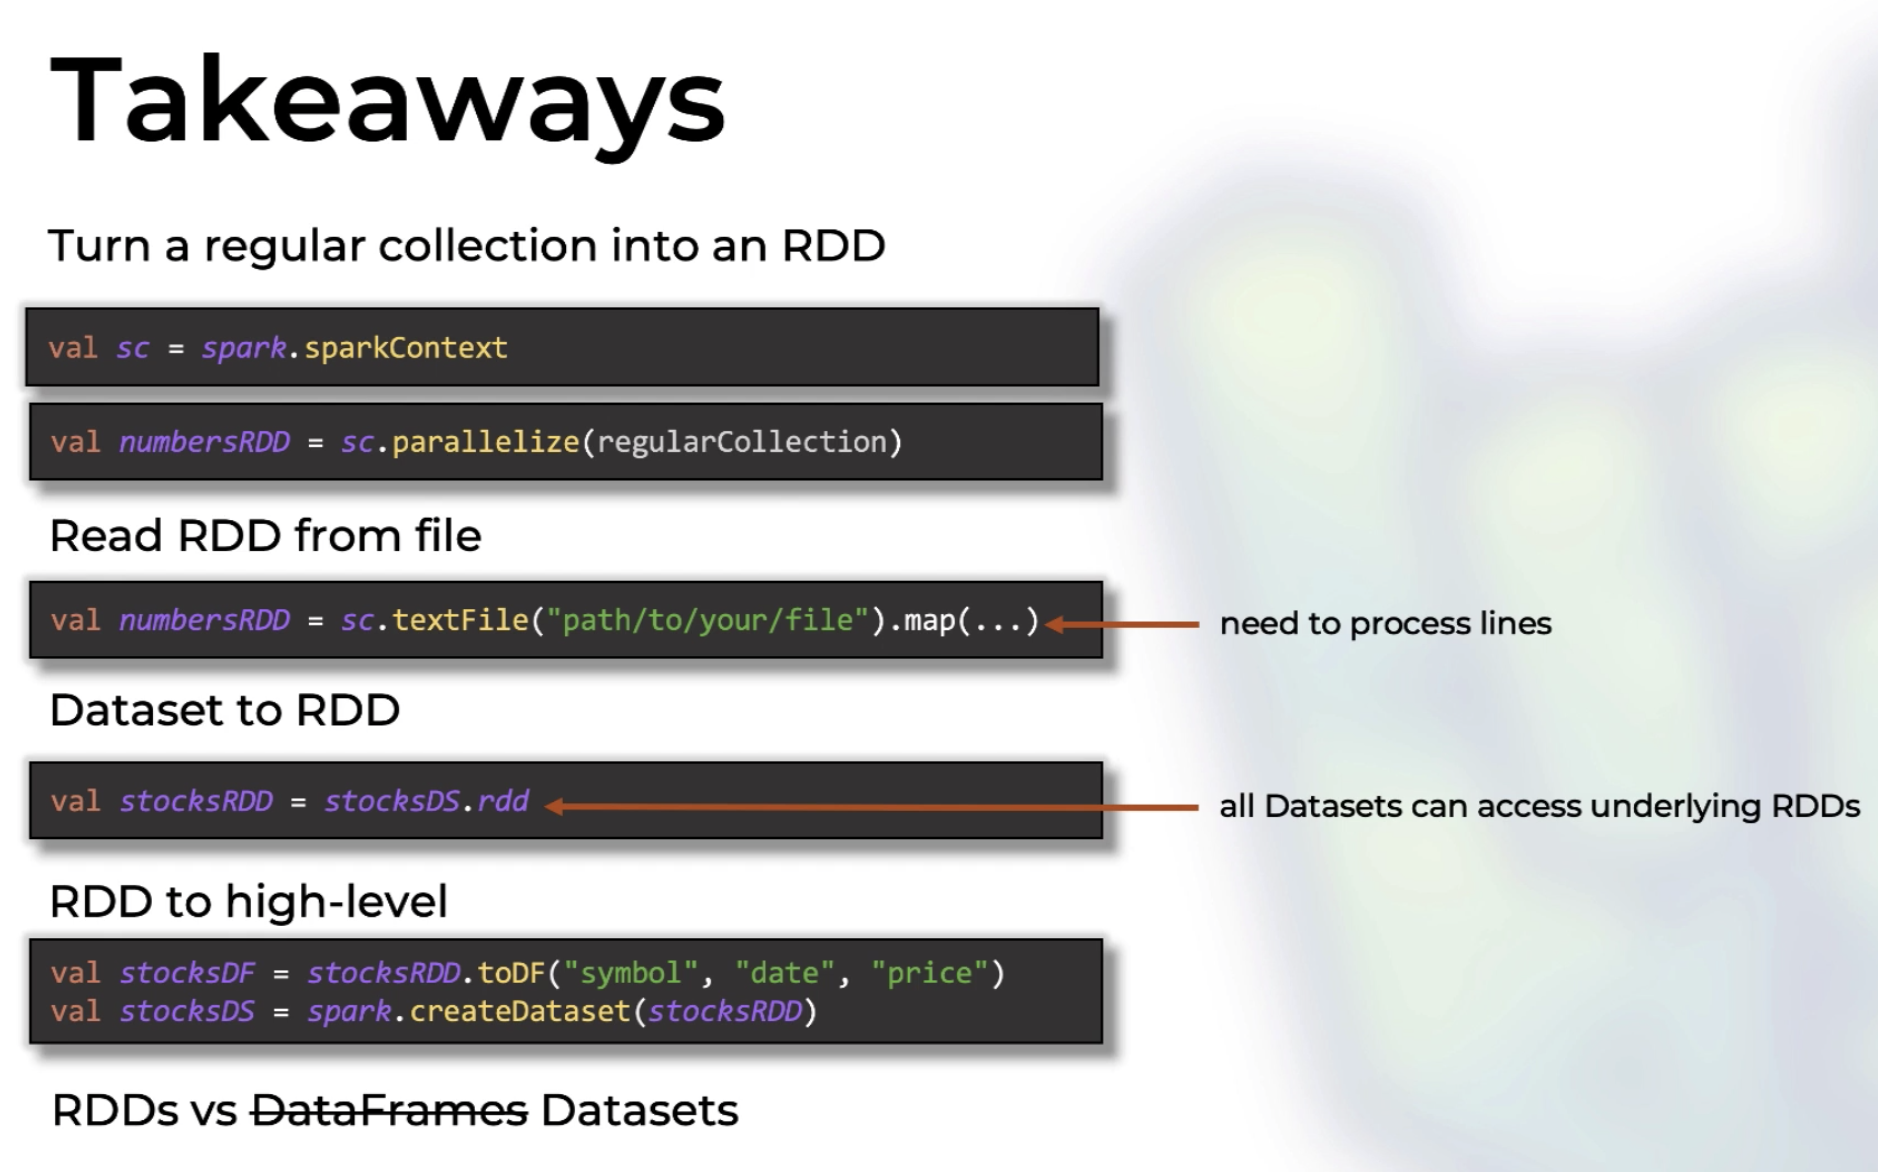 Takeaways
Turn a regular collection into an RDD
val sc = spark.sparkContext
val numbersRDD = sc.parallelize(regularCollection)
Read RDD from file
val numbersRDD = sc.textFile("path/to/your/file").map(...)
need to process lines
Dataset to RDD
val stocksRDD = stocksDS.rdd
all Datasets can access underlying RDDs
RDD to high-level
val stocksDF = stocksRDD.toDF("symbol", "date", "price")
val stocksDS = spark.createDataset(stocksRDD)
RDDs vs DataFrames Datasets